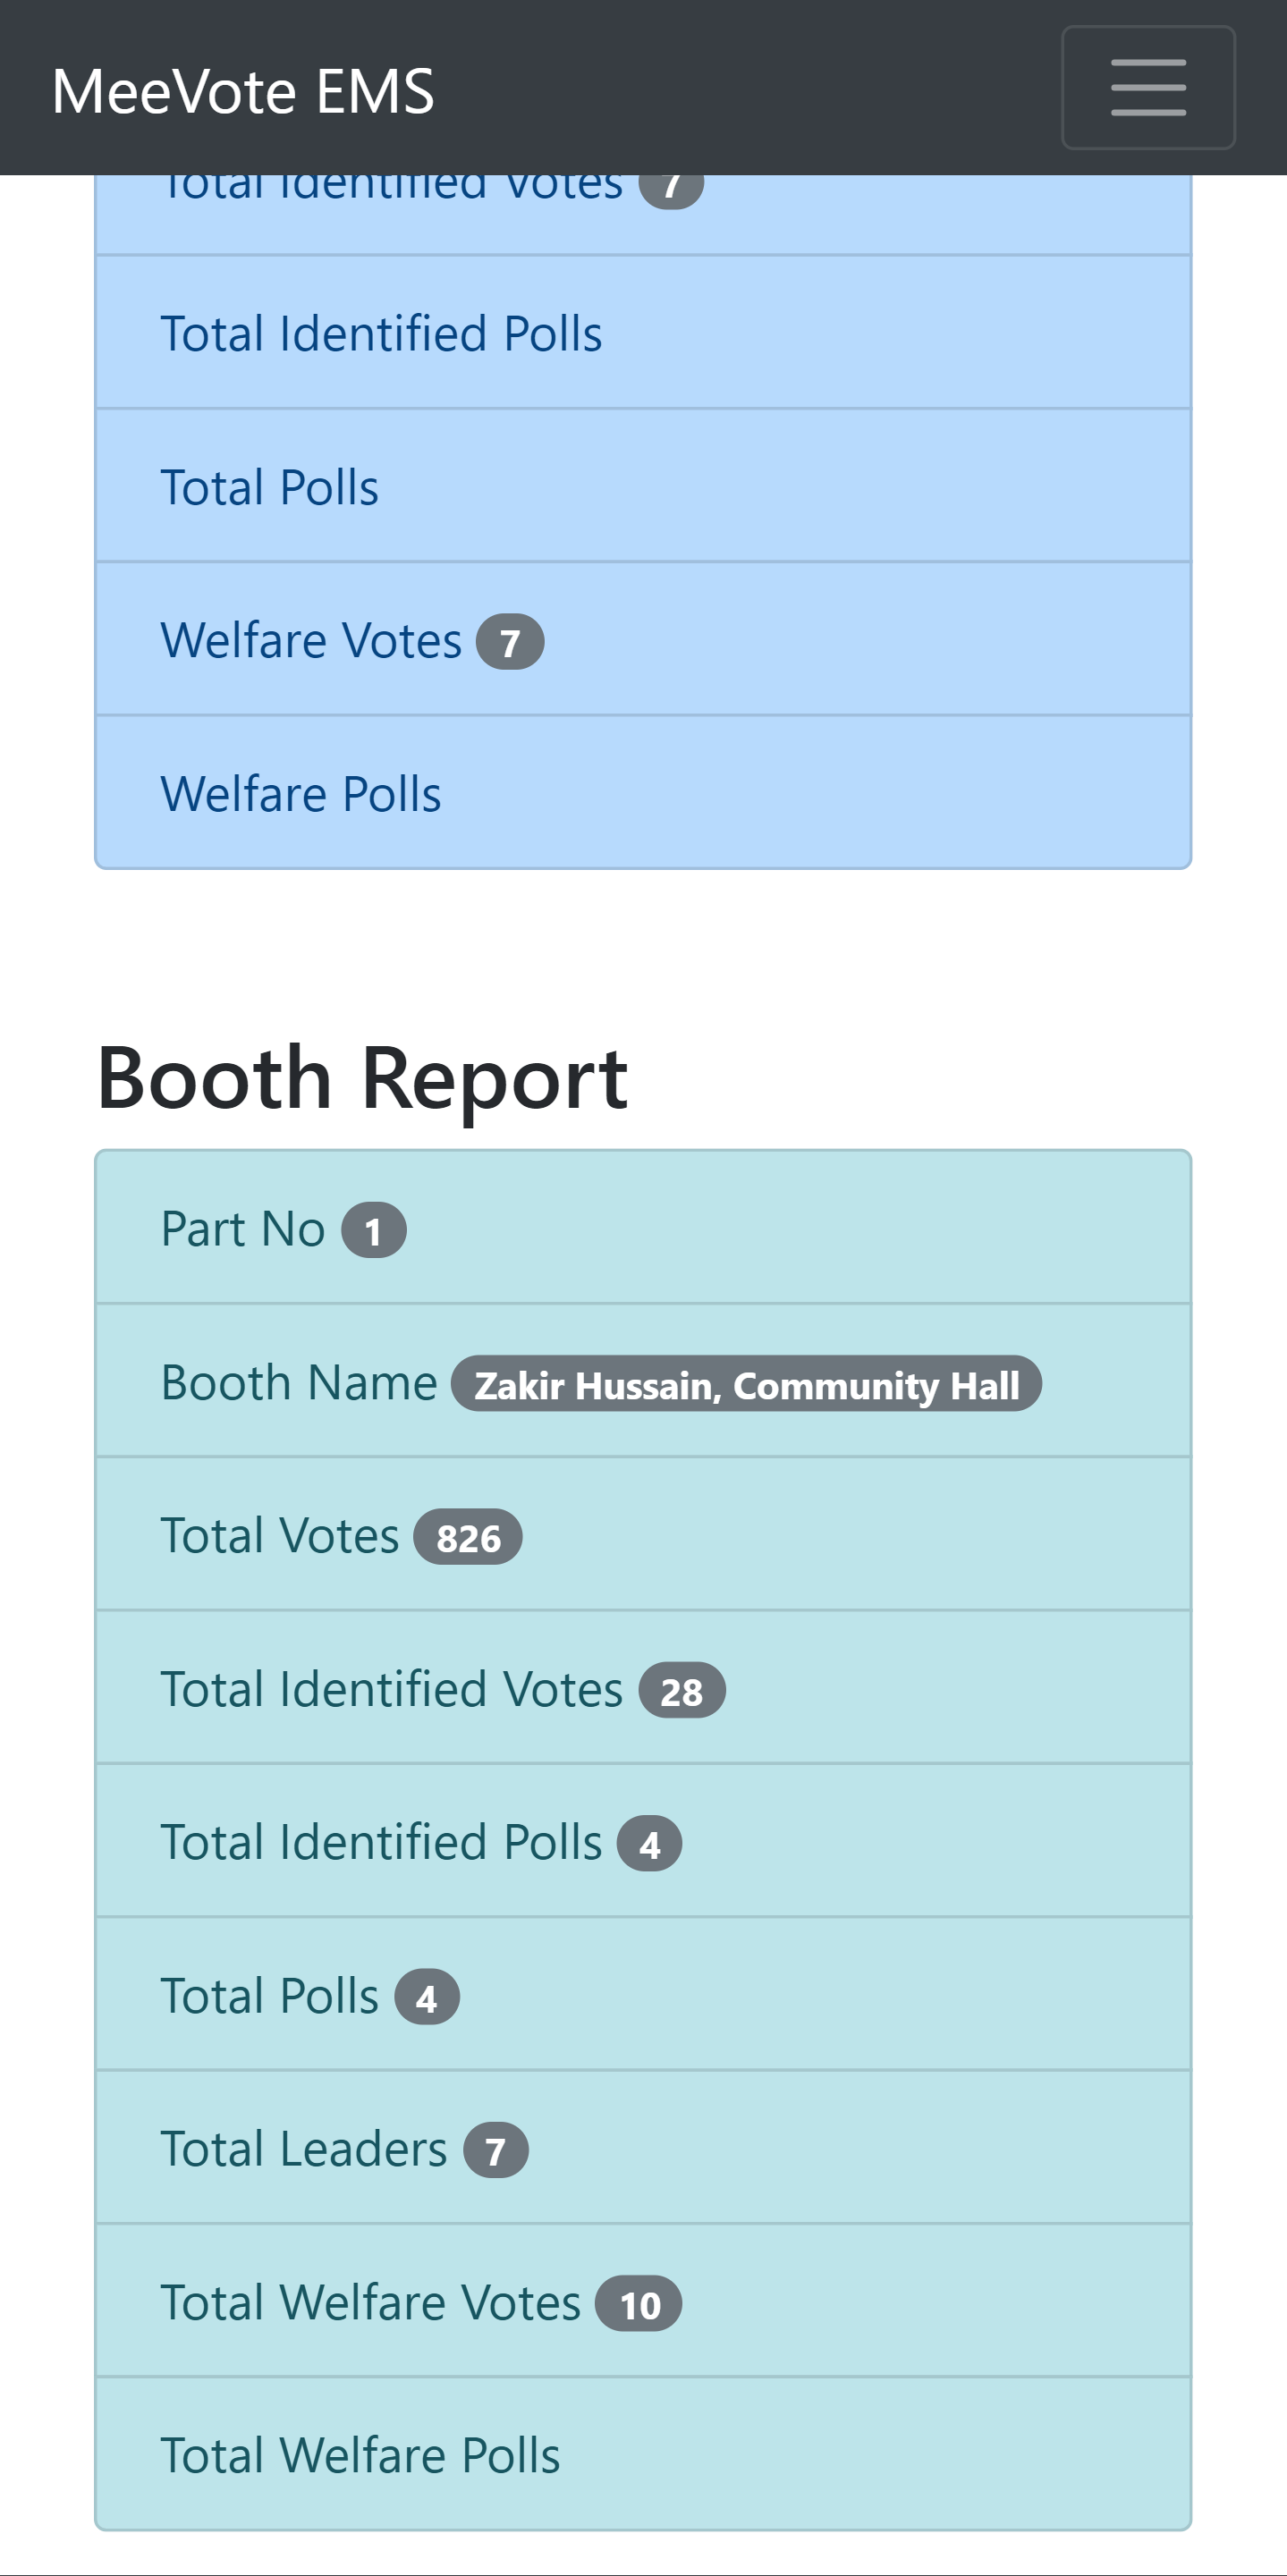 MeeVote EMS
Total Identified Votes 7
Total Identified Polls
Total Polls
Welfare Votes 7
Welfare Polls
Booth Report
Part No 1
Booth Name Zakir Hussain, Community Hall
Total Votes 826
Total Identified Votes 28
Total Identified Polls 4
Total Polls 4
Total Leaders 7
Total Welfare Votes 10
Total Welfare Polls